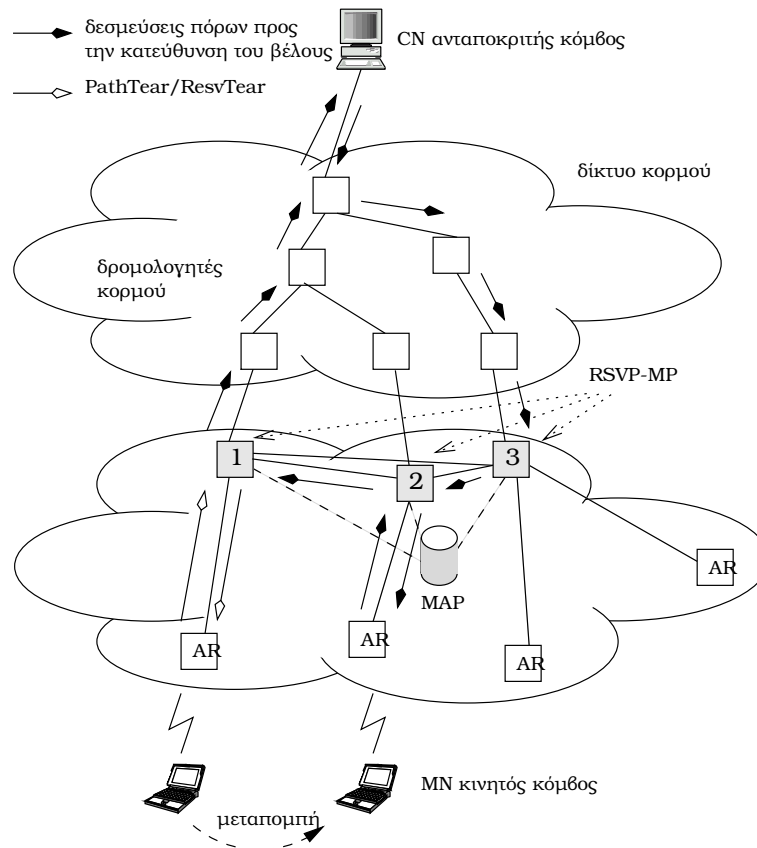 δεσμεύσεις πόρων προς
την κατεύθυνση του βέλους
CN ανταποκριτής κόμβος
PathTear/ResvTear
δίκτυο κορμού
δρομολογητές
κορμού
RSVP-MP
1
2
3
AR
MAP
AR
AR
AR
MN κινητός κόμβος
μεταπομπή